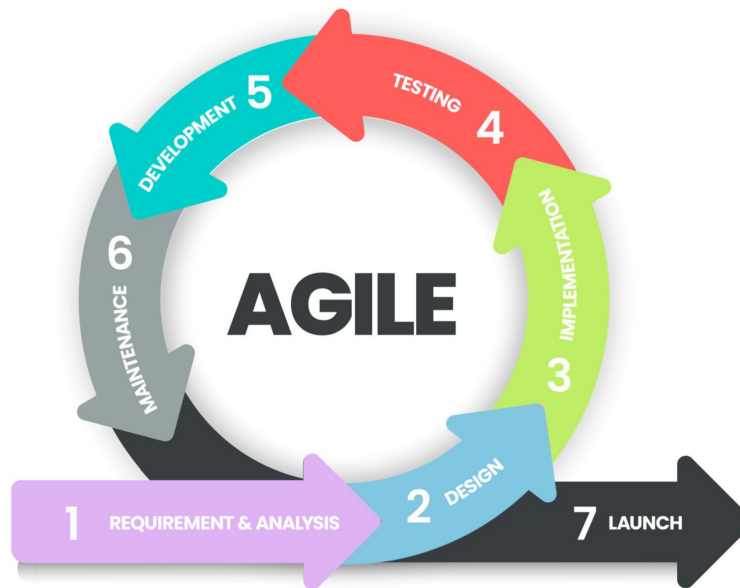 AGILE
1 REQUIREMENT & ANALYSIS
2 DESIGN
3 IMPLEMENTATION
4 TESTING
5 DEVELOPMENT
6 MAINTENANCE
7 LAUNCH